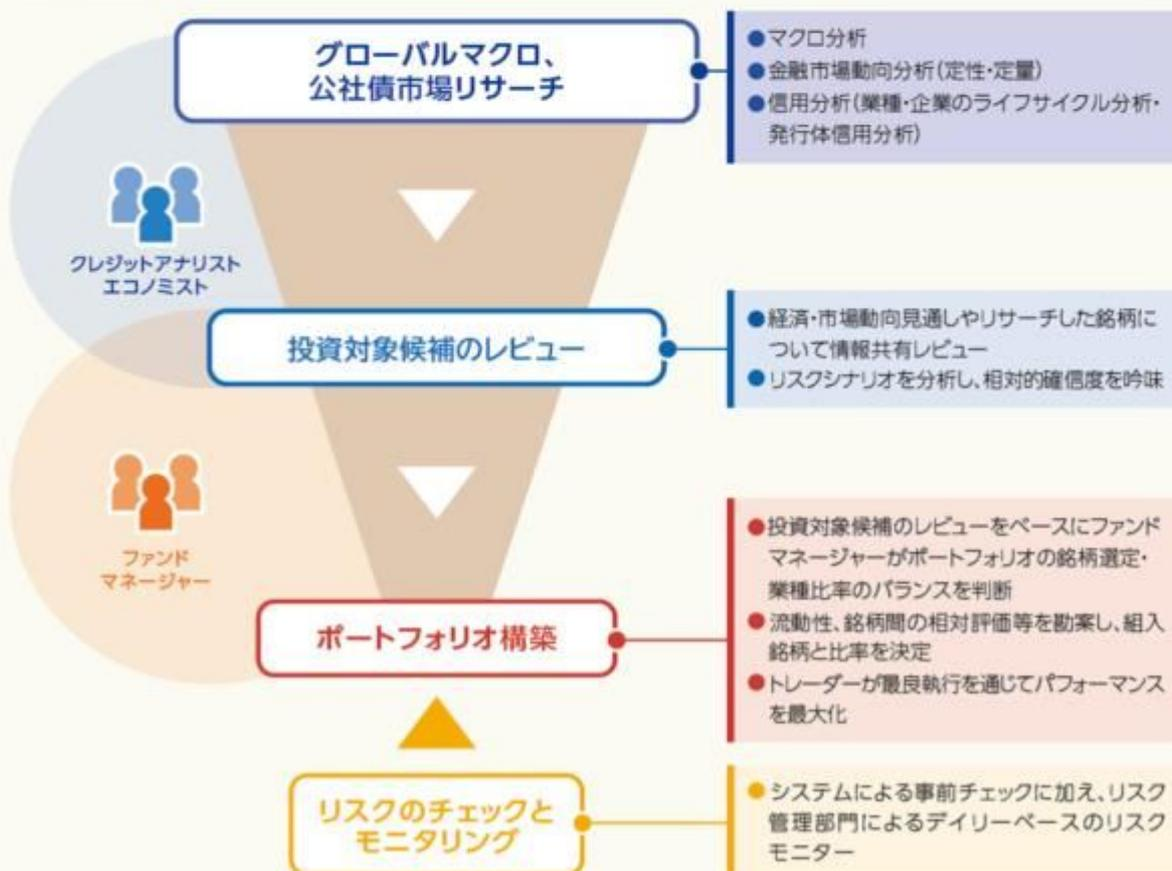 グローバルマクロ、
公社債市場リサーチ
●マクロ分析
●金融市場動向分析(定性・定量)
●信用分析(業種・企業のライフサイクル分析・
発行体信用分析)
クレジットアナリスト
エコノミスト
投資対象候補のレビュー
●経済・市場動向見通しやリサーチした銘柄に
ついて情報共有レビュー
●リスクシナリオを分析し、相対的確信度を吟味
ファンド
マネージャー
ポートフォリオ構築
●投資対象候補のレビューをベースにファンド
マネージャーがポートフォリオの銘柄選定・
業種比率のバランスを判断
●流動性、銘柄間の相対評価等を勘案し、組入
銘柄と比率を決定
●トレーダーが最良執行を通じてパフォーマンス
を最大化
リスクのチェックと
モニタリング
●システムによる事前チェックに加え、リスク
管理部門によるデイリーベースのリスク
モニター